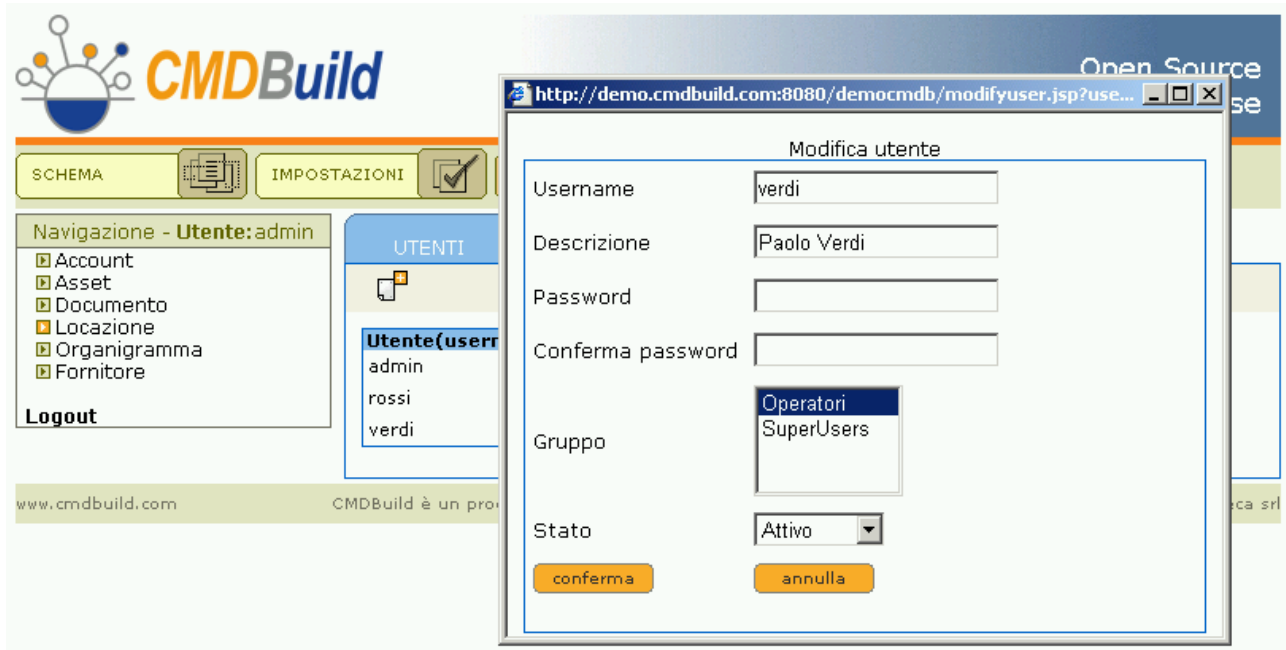 CMDBuild
Open Source
se
http://demo.cmdbuild.com:8080/democmdb/modifyuser.jsp?use...
SCHEMA
IMPOSTAZIONI
Navigazione - Utente:admin
Account
Asset
Documento
Locazione
Organigramma
Fornitore
Logout
UTENTI
Utente(usern
admin
rossi
verdi
Modifica utente
Username
verdi
Descrizione
Paolo Verdi
Password
Conferma password
Gruppo
Operatori
SuperUsers
Stato
Attivo
conferma
annulla
www.cmdbuild.com
CMDBuild è un pro
eca srl